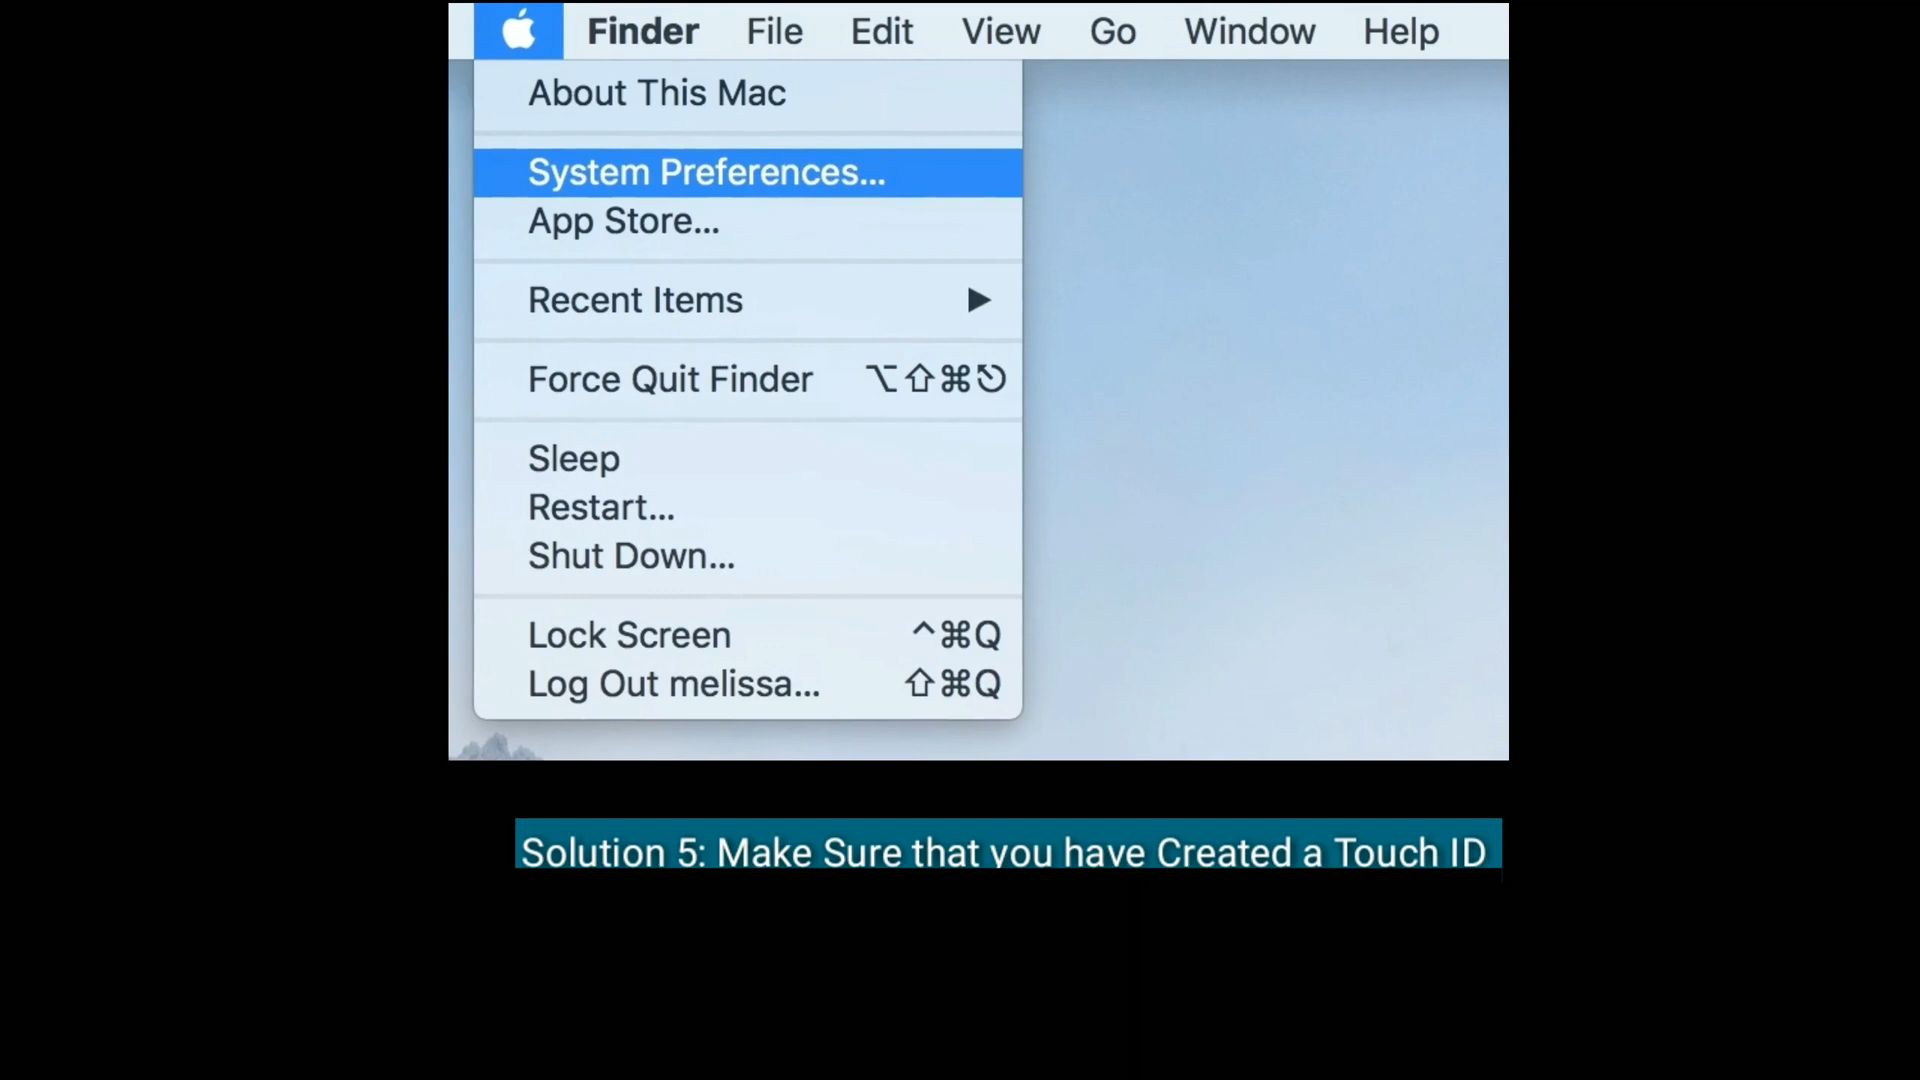 Finder File Edit View Go Window Help
About This Mac
System Preferences...
App Store...
Recent Items ▶
Force Quit Finder ⌥⇧⌘⎋
Sleep
Restart...
Shut Down...
Lock Screen ^⌘Q
Log Out melissa... ⇧⌘Q
Solution 5: Make Sure that you have Created a Touch ID